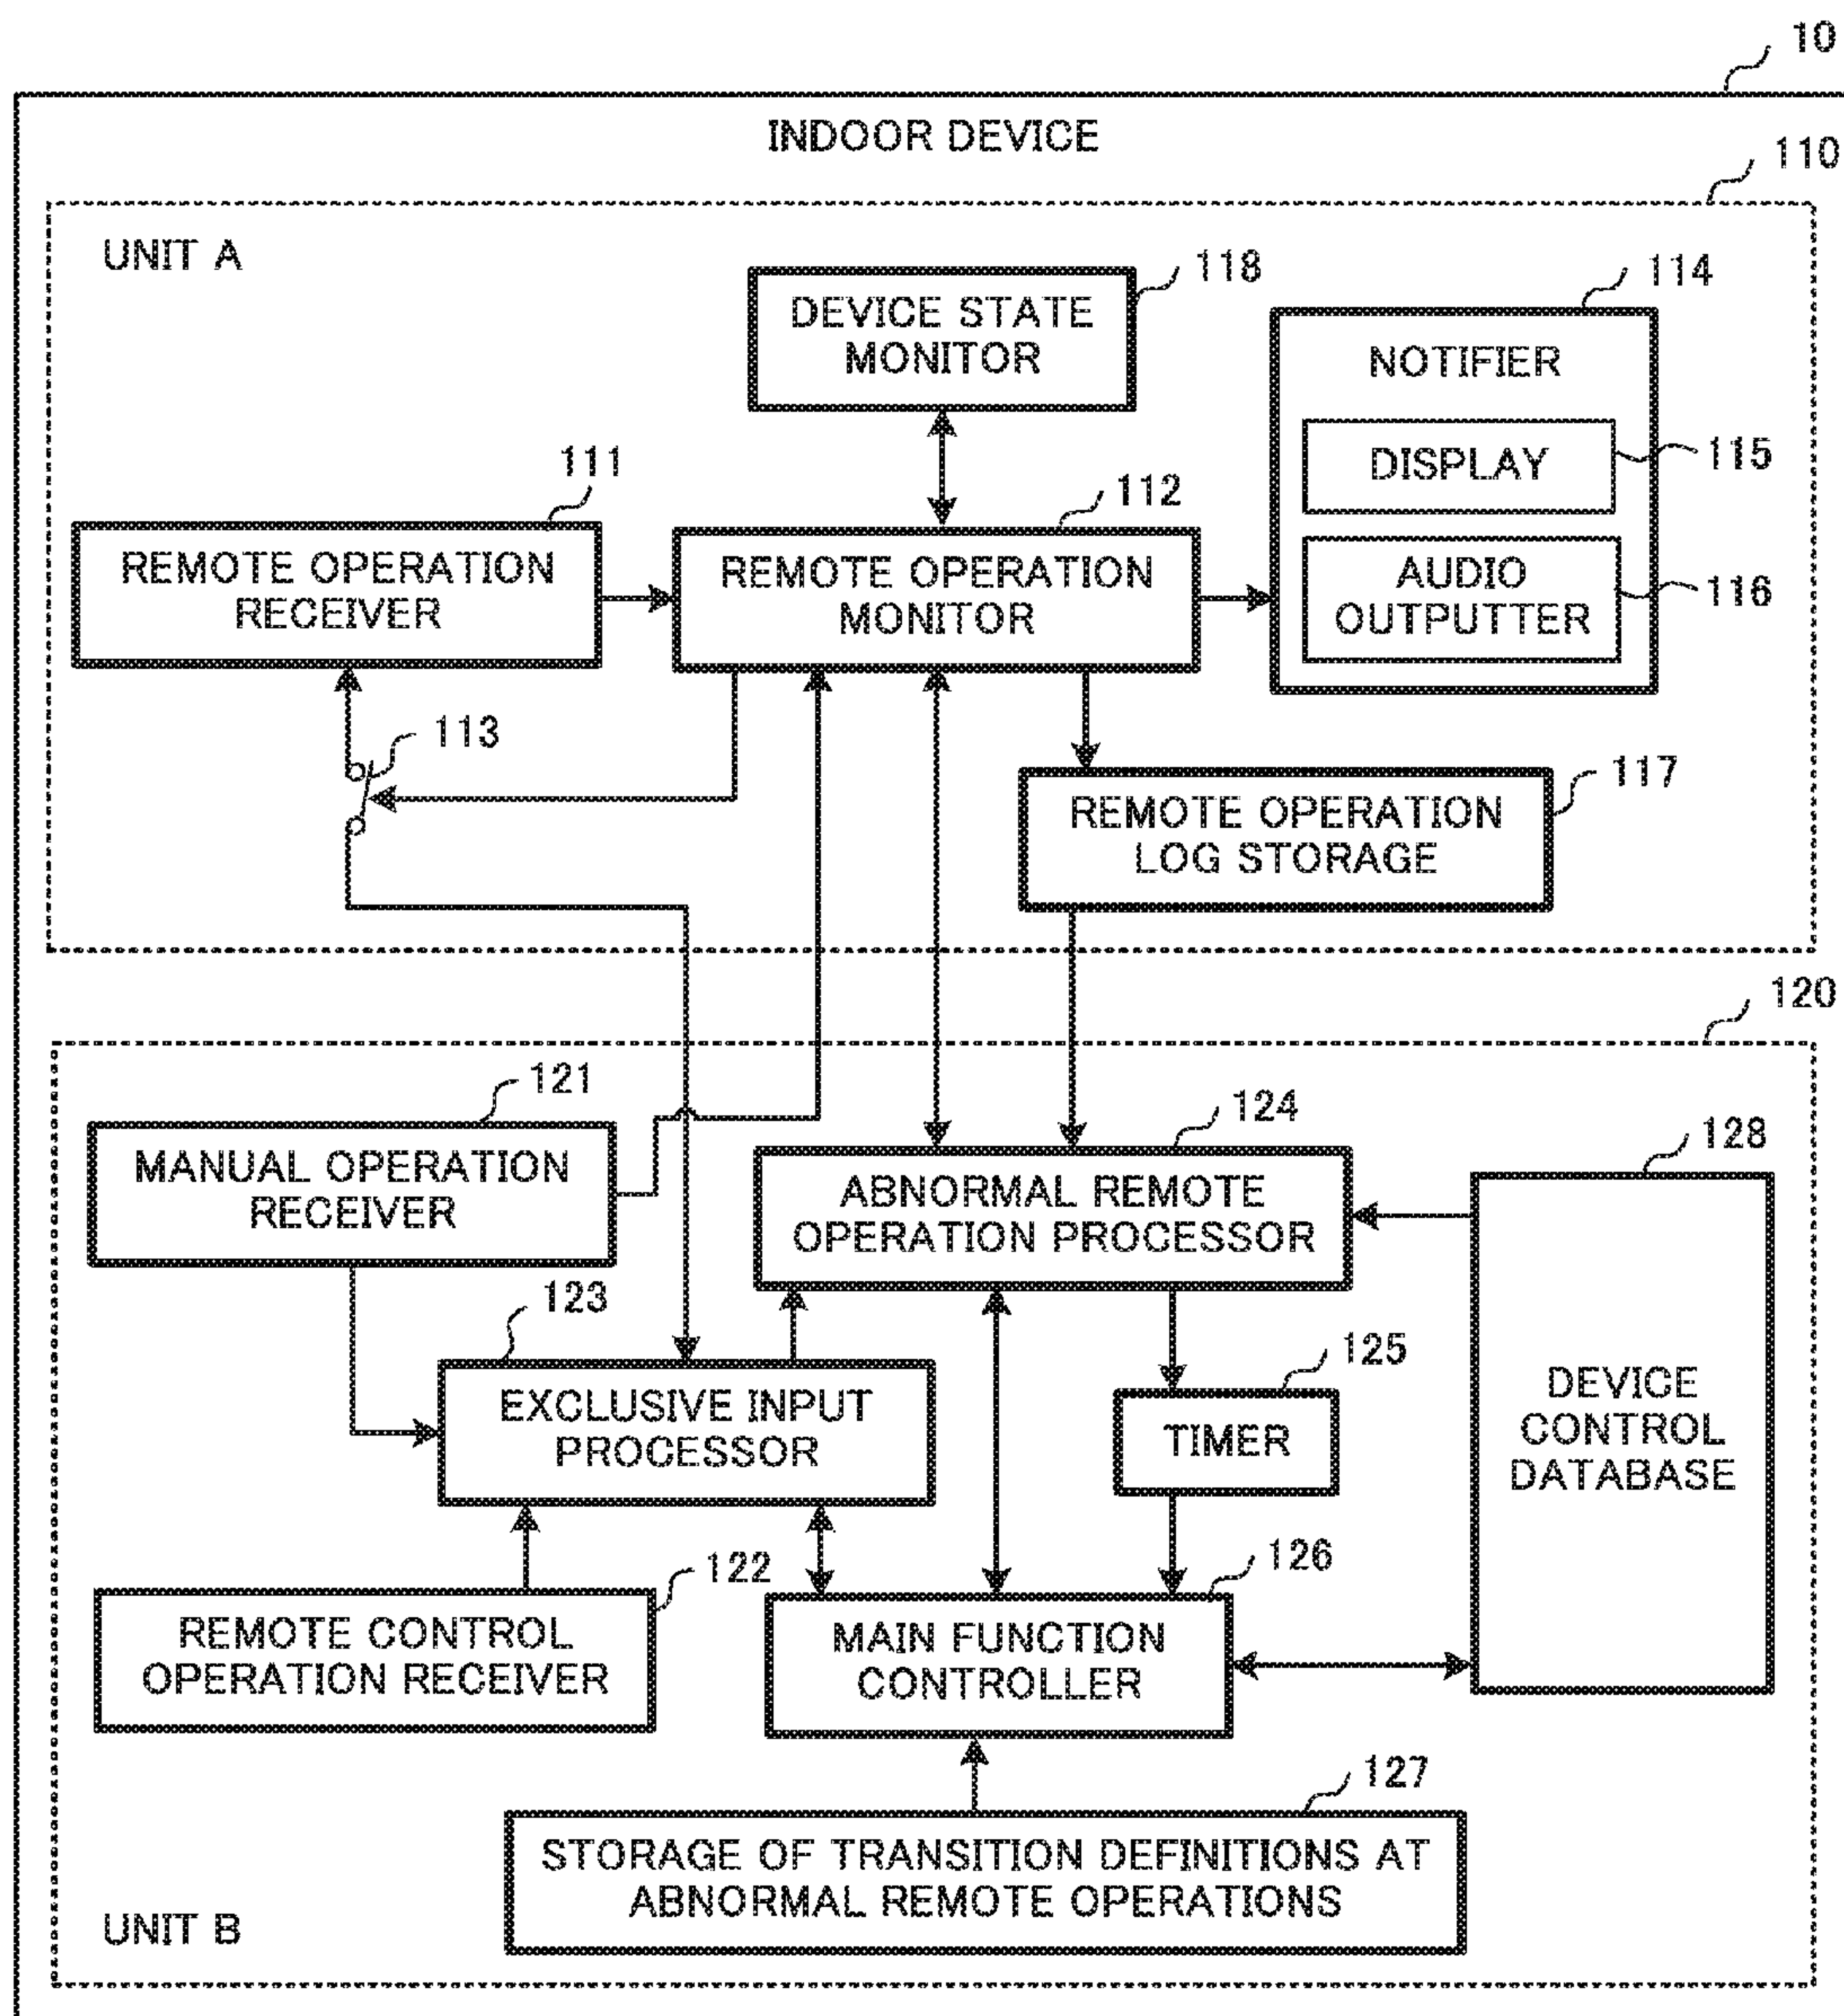 10
INDOOR DEVICE
110
UNIT A
118
DEVICE STATE
MONITOR
114
NOTIFIER
DISPLAY
115
AUDIO
OUTPUTTER
116
111
REMOTE OPERATION
RECEIVER
112
REMOTE OPERATION
MONITOR
113
117
REMOTE OPERATION
LOG STORAGE
120
121
MANUAL OPERATION
RECEIVER
124
ABNORMAL REMOTE
OPERATION PROCESSOR
128
DEVICE
CONTROL
DATABASE
123
EXCLUSIVE INPUT
PROCESSOR
125
TIMER
122
REMOTE CONTROL
OPERATION RECEIVER
126
MAIN FUNCTION
CONTROLLER
127
STORAGE OF TRANSITION DEFINITIONS AT
ABNORMAL REMOTE OPERATIONS
UNIT B